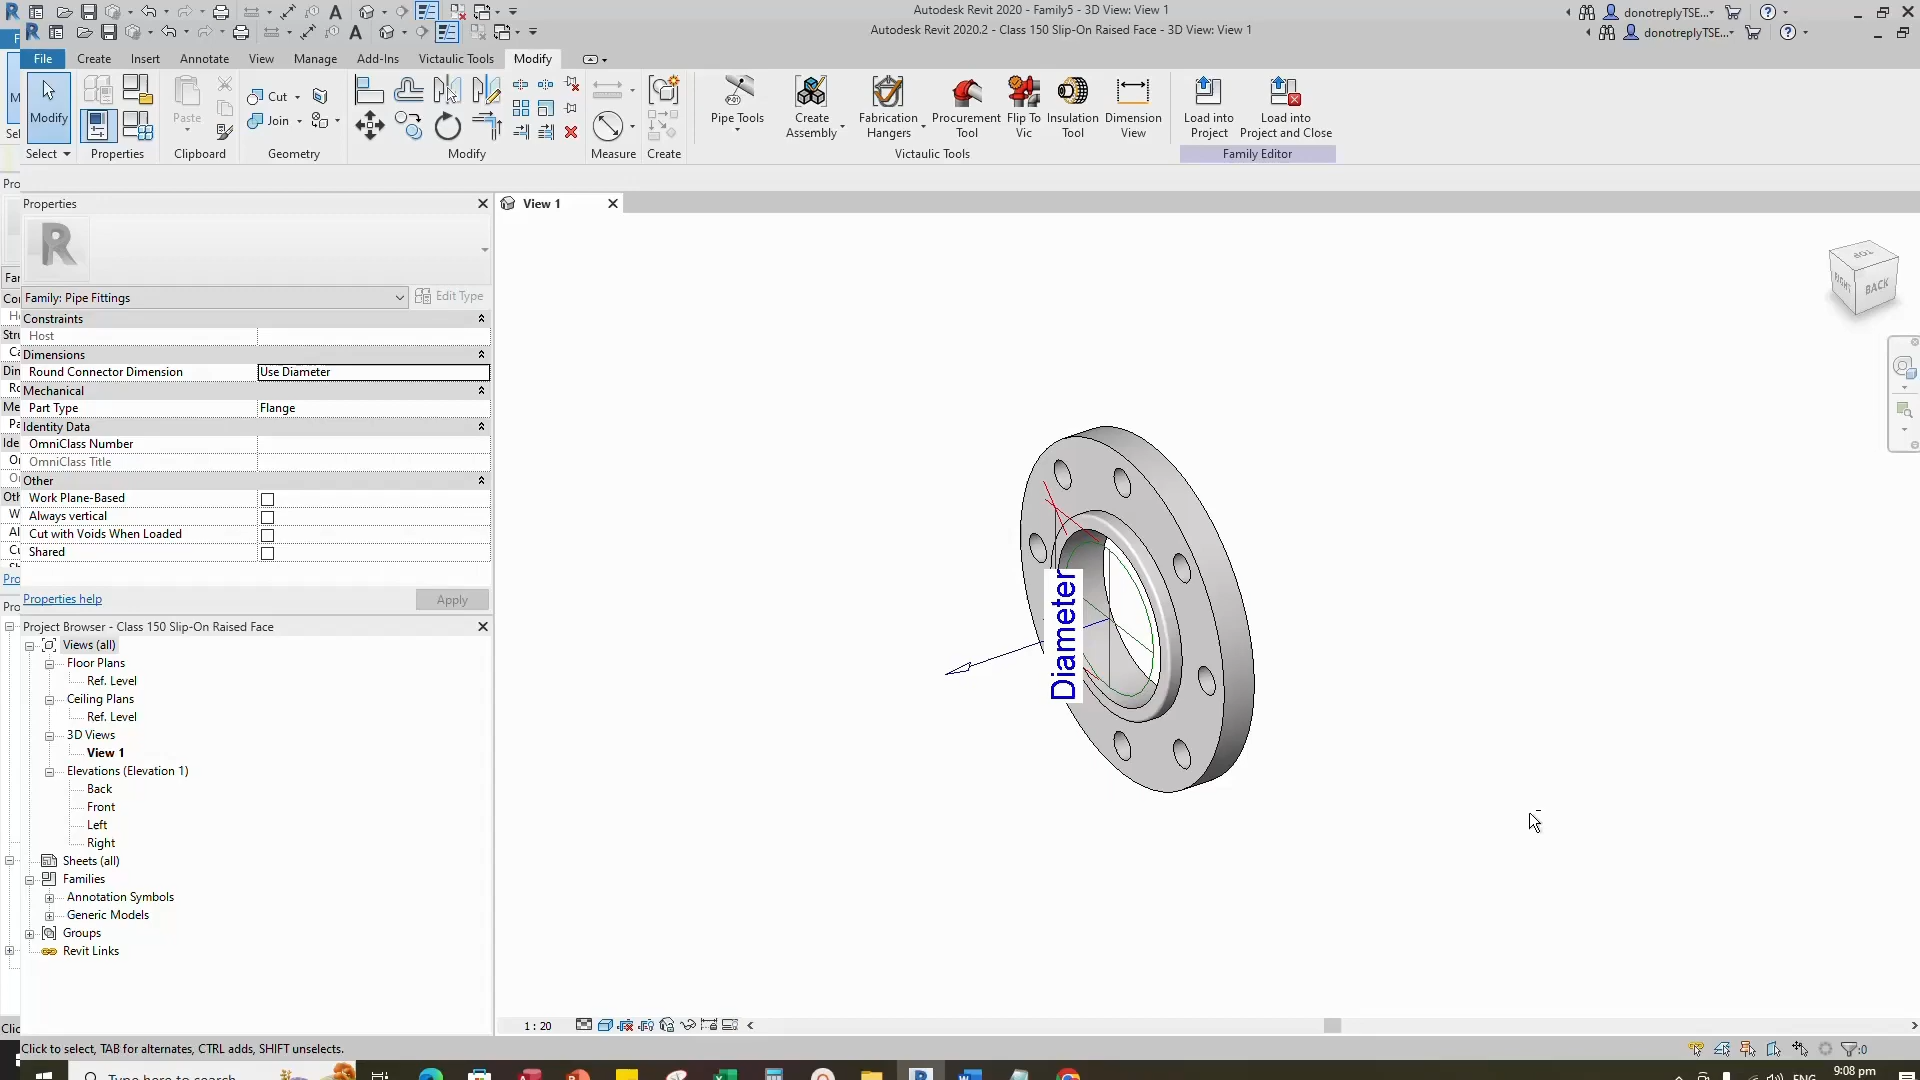 Autodesk Revit 2020 - Family5 - 3D View: View 1
donotreplyTSE...
Autodesk Revit 2020.2 - Class 150 Slip-On Raised Face - 3D View: View 1
donotreplyTSE...
File
Create
Insert
Annotate
View
Manage
Add-Ins
Victaulic Tools
Modify
Modify
Paste
Cut
Join
Pipe Tools
Create
Assembly
Fabrication
Hangers
Procurement
Tool
Flip To
Vic
Insulation
Tool
Dimension
View
Load into
Project
Load into
Project and Close
Select
Properties
Clipboard
Geometry
Modify
Measure
Create
Victaulic Tools
Family Editor
Properties
View 1
Family: Pipe Fittings
Edit Type
Constraints
Host
Dimensions
Round Connector Dimension
Use Diameter
Mechanical
Part Type
Flange
Identity Data
OmniClass Number
OmniClass Title
Other
Work Plane-Based
Always vertical
Cut with Voids When Loaded
Shared
Properties help
Apply
Project Browser - Class 150 Slip-On Raised Face
Views (all)
Floor Plans
Ref. Level
Ceiling Plans
Ref. Level
3D Views
View 1
Elevations (Elevation 1)
Back
Front
Left
Right
Sheets (all)
Families
Annotation Symbols
Generic Models
Groups
Revit Links
Diameter
TOP
RIGHT
BACK
1 : 20
Click to select, TAB for alternates, CTRL adds, SHIFT unselects.
:0
Type here to search
ENG
9:08 pm